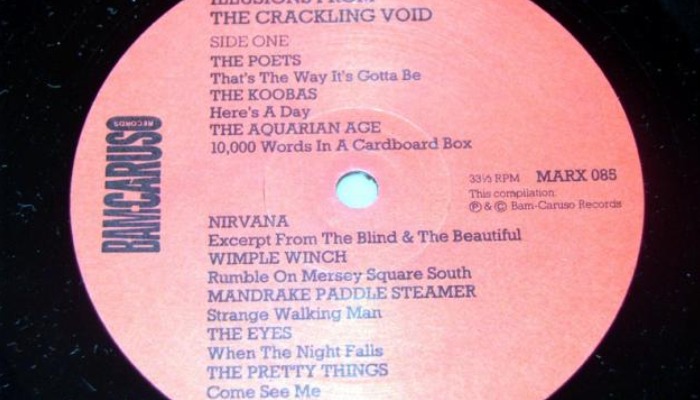 ILLUSIONS FROM
THE CRACKLING VOID
SIDE ONE
THE POETS
That's The Way It's Gotta Be
THE KOOBAS
Here's A Day
THE AQUARIAN AGE
10,000 Words In A Cardboard Box
BAM-CARUSO
RECORDS
33⅓ RPM MARX 085
This compilation:
Ⓟ & © Bam-Caruso Records
NIRVANA
Excerpt From The Blind & The Beautiful
WIMPLE WINCH
Rumble On Mersey Square South
MANDRAKE PADDLE STEAMER
Strange Walking Man
THE EYES
When The Night Falls
THE PRETTY THINGS
Come See Me